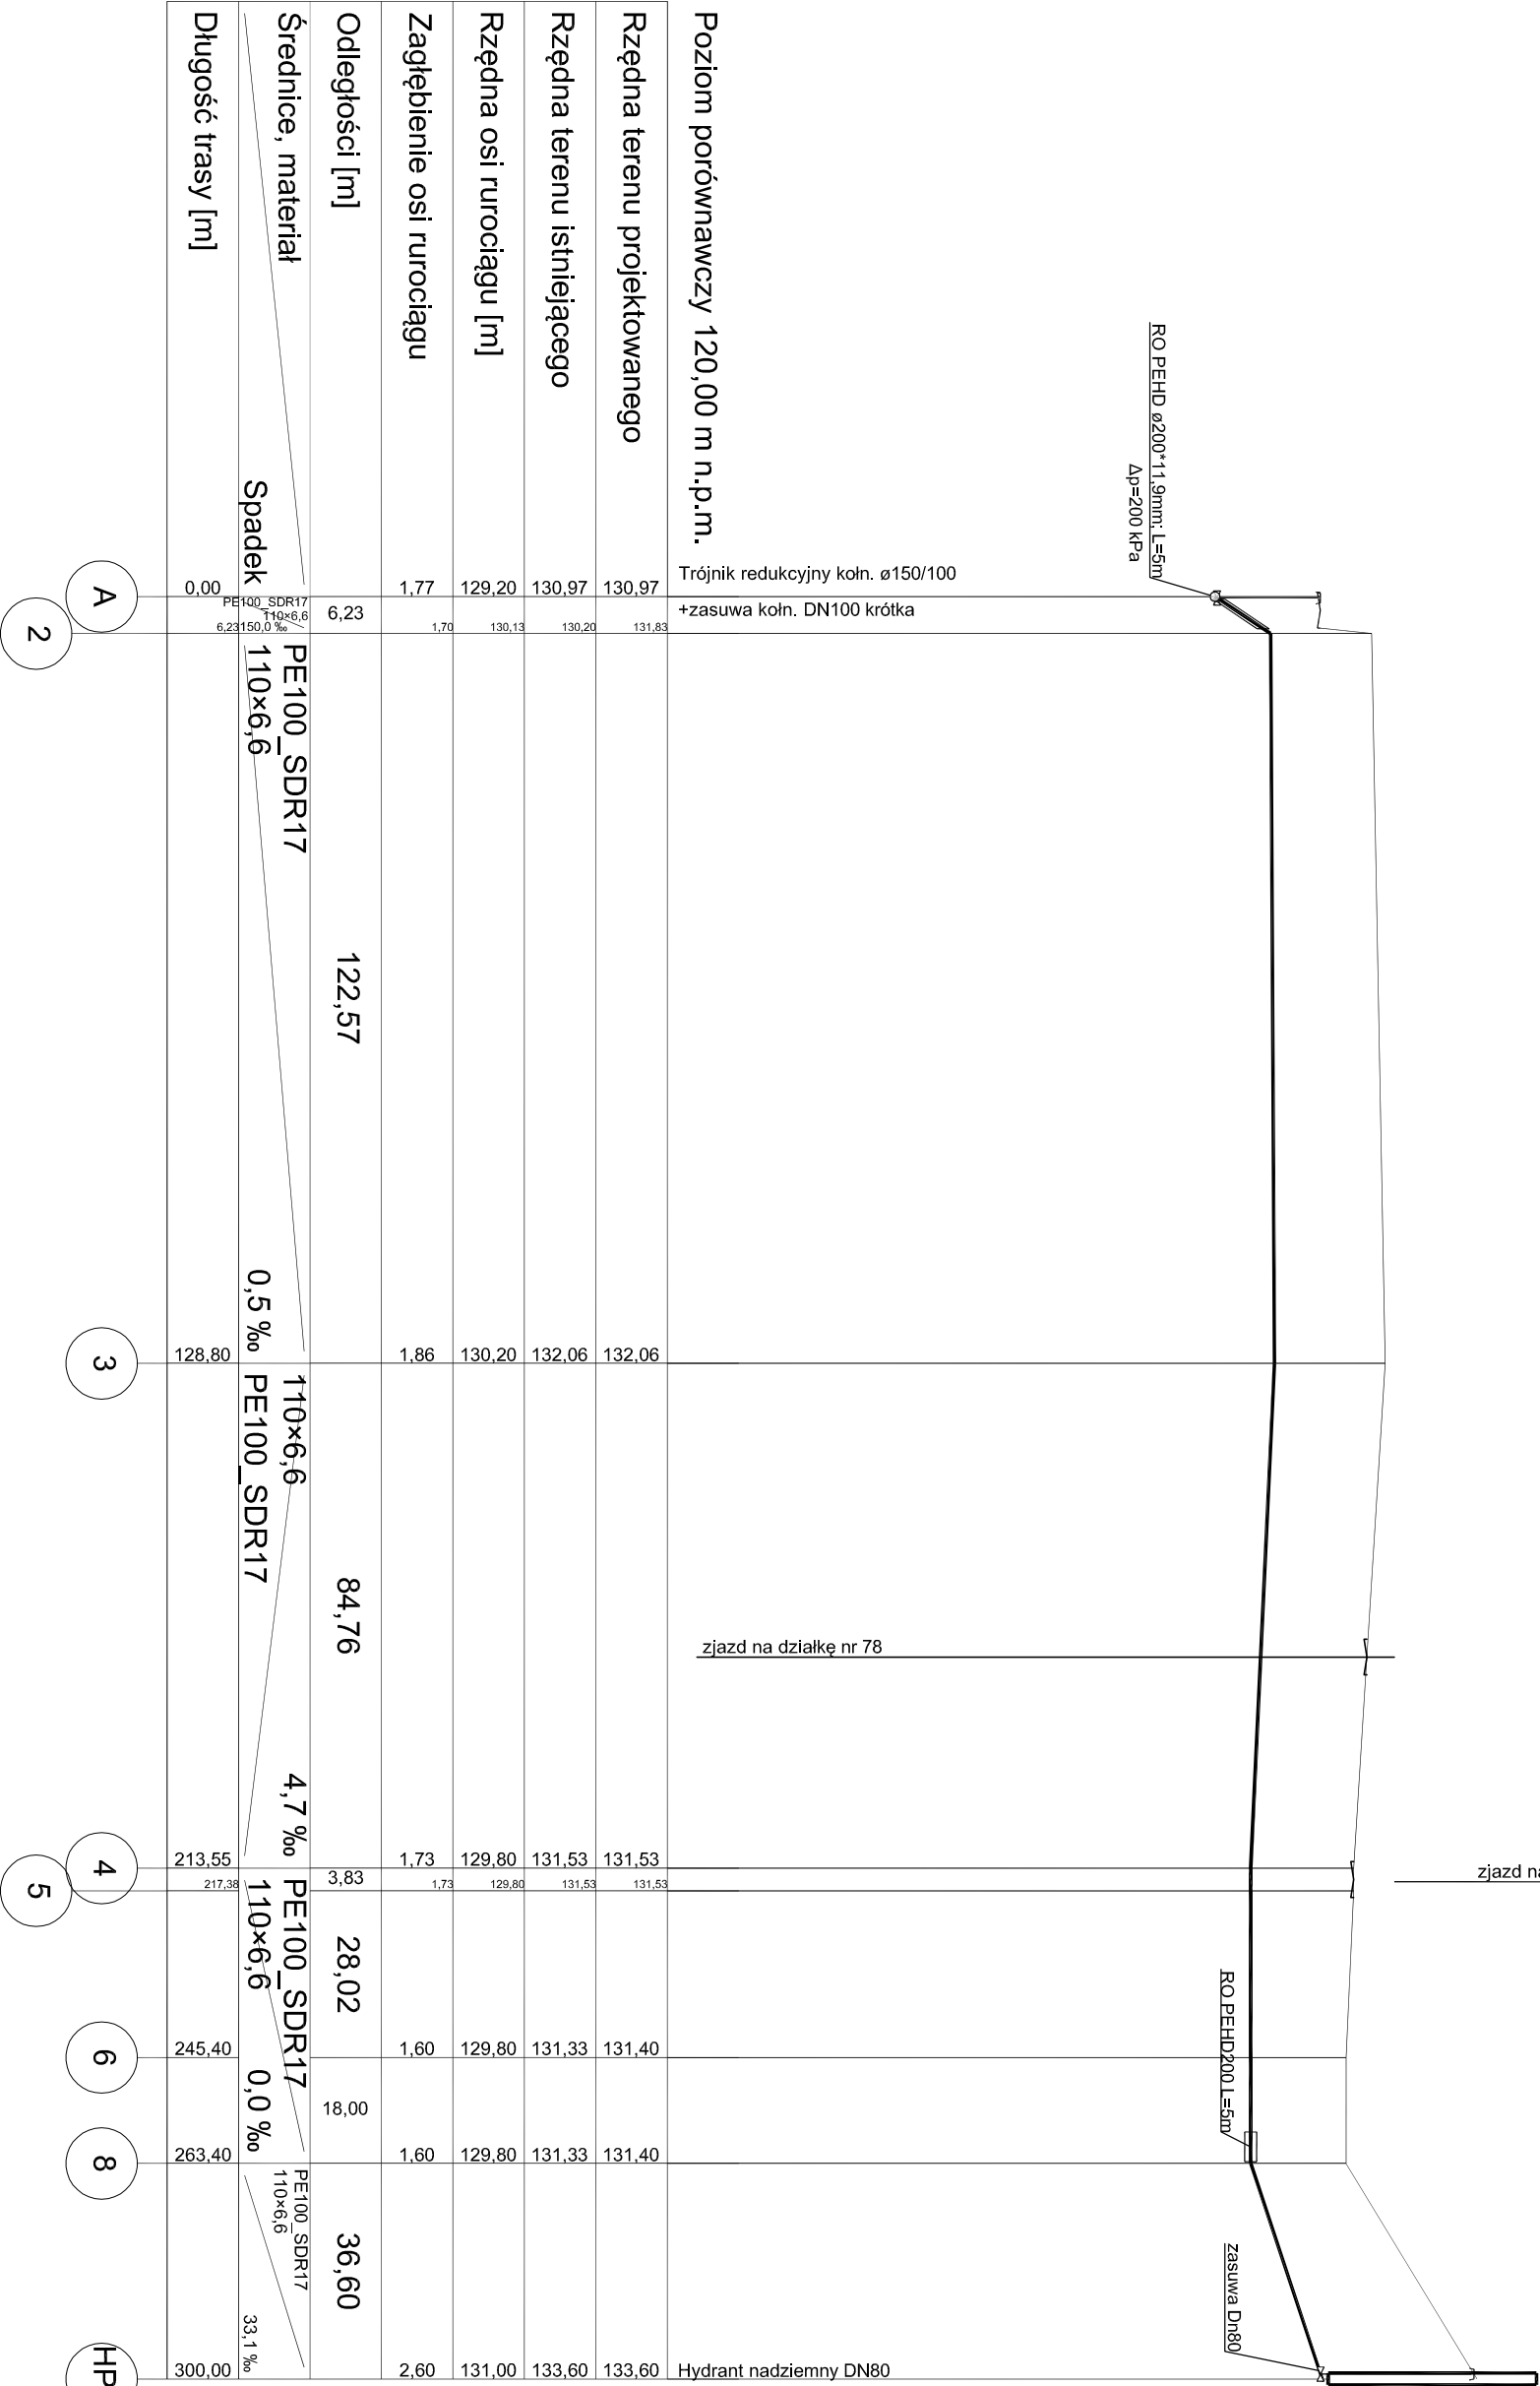 RO PEHD ø200*11,9mm; L=5m
Δp=200 kPa
zjazd na
RO PEHD200 L=5m
zasuwa Dn80
zjazd na działkę nr 78
Poziom porównawczy 120,00 m n.p.m.
Trójnik redukcyjny kołn. ø150/100
+zasuwa kołn. DN100 krótka
Hydrant nadziemny DN80
Rzędna terenu projektowanego
130,97
131,83
132,06
131,53
131,53
131,40
131,40
133,60
Rzędna terenu istniejącego
130,97
130,20
132,06
131,53
131,53
131,33
131,33
133,60
Rzędna osi rurociągu [m]
129,20
130,13
130,20
129,80
129,80
129,80
129,80
131,00
Zagłębienie osi rurociągu
1,77
1,70
1,86
1,73
1,73
1,60
1,60
2,60
Odległości [m]
6,23
122,57
84,76
3,83
28,02
18,00
36,60
Średnice, materiał
Spadek
PE100_SDR17
110×6,6
150,0 ‰
PE100_SDR17
110×6,6
0,5 ‰
110×6,6
PE100_SDR17
4,7 ‰
PE100_SDR17
110×6,6
0,0 ‰
PE100_SDR17
110×6,6
33,1 ‰
Długość trasy [m]
0,00
6,23
128,80
213,55
217,38
245,40
263,40
300,00
A
2
3
4
5
6
8
HP